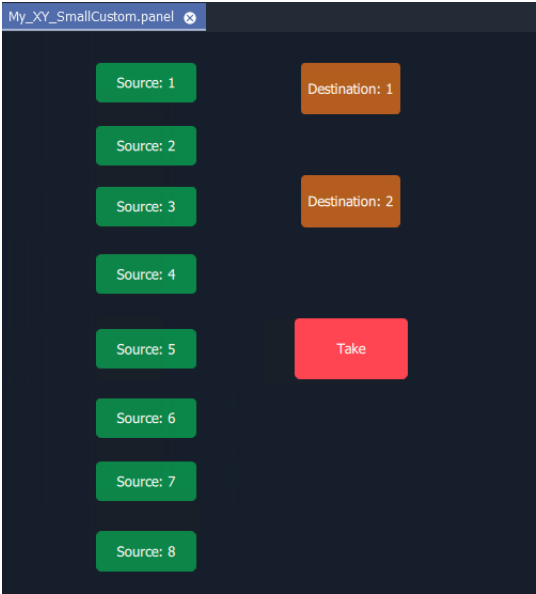 My_XY_SmallCustom.panel
Source: 1
Source: 2
Source: 3
Source: 4
Source: 5
Source: 6
Source: 7
Source: 8
Destination: 1
Destination: 2
Take